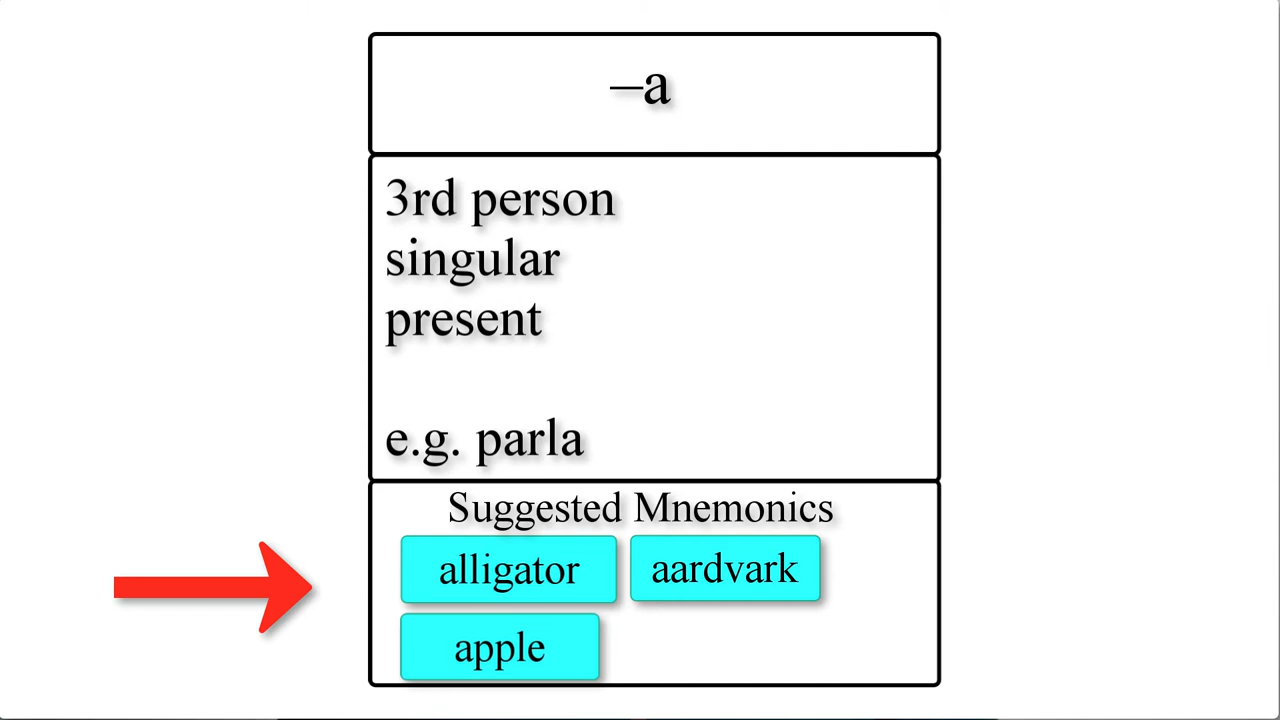 –a
3rd person
singular
present
e.g. parla
Suggested Mnemonics
alligator aardvark
apple